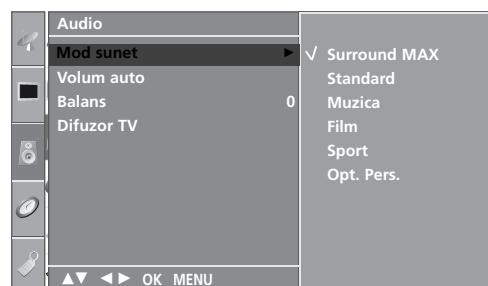 Audio
Mod sunet ► √ Surround MAX
Volum auto Standard
Balans 0 Muzica
Difuzor TV Film
Sport
Opt. Pers.
▲▼ ◄► OK MENU